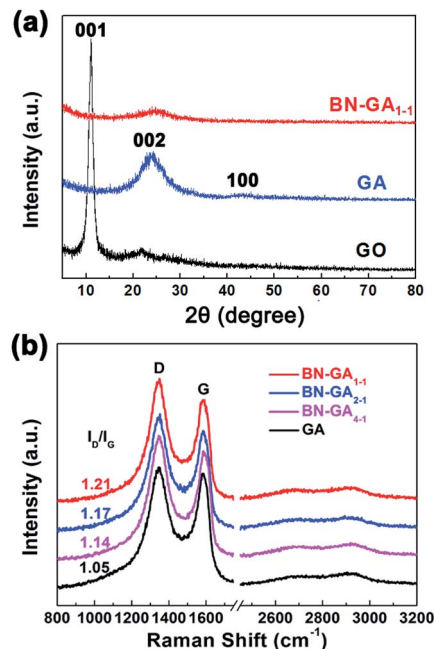 (a)
001
BN-GA1-1
002
100
GA
GO
Intensity (a.u.)
10 20 30 40 50 60 70 80
2θ (degree)
(b)
D
G
BN-GA1-1
BN-GA2-1
BN-GA4-1
GA
ID/IG
1.21
1.17
1.14
1.05
Intensity (a.u.)
800 1000 1200 1400 1600 2600 2800 3000 3200
Raman Shift (cm-1)